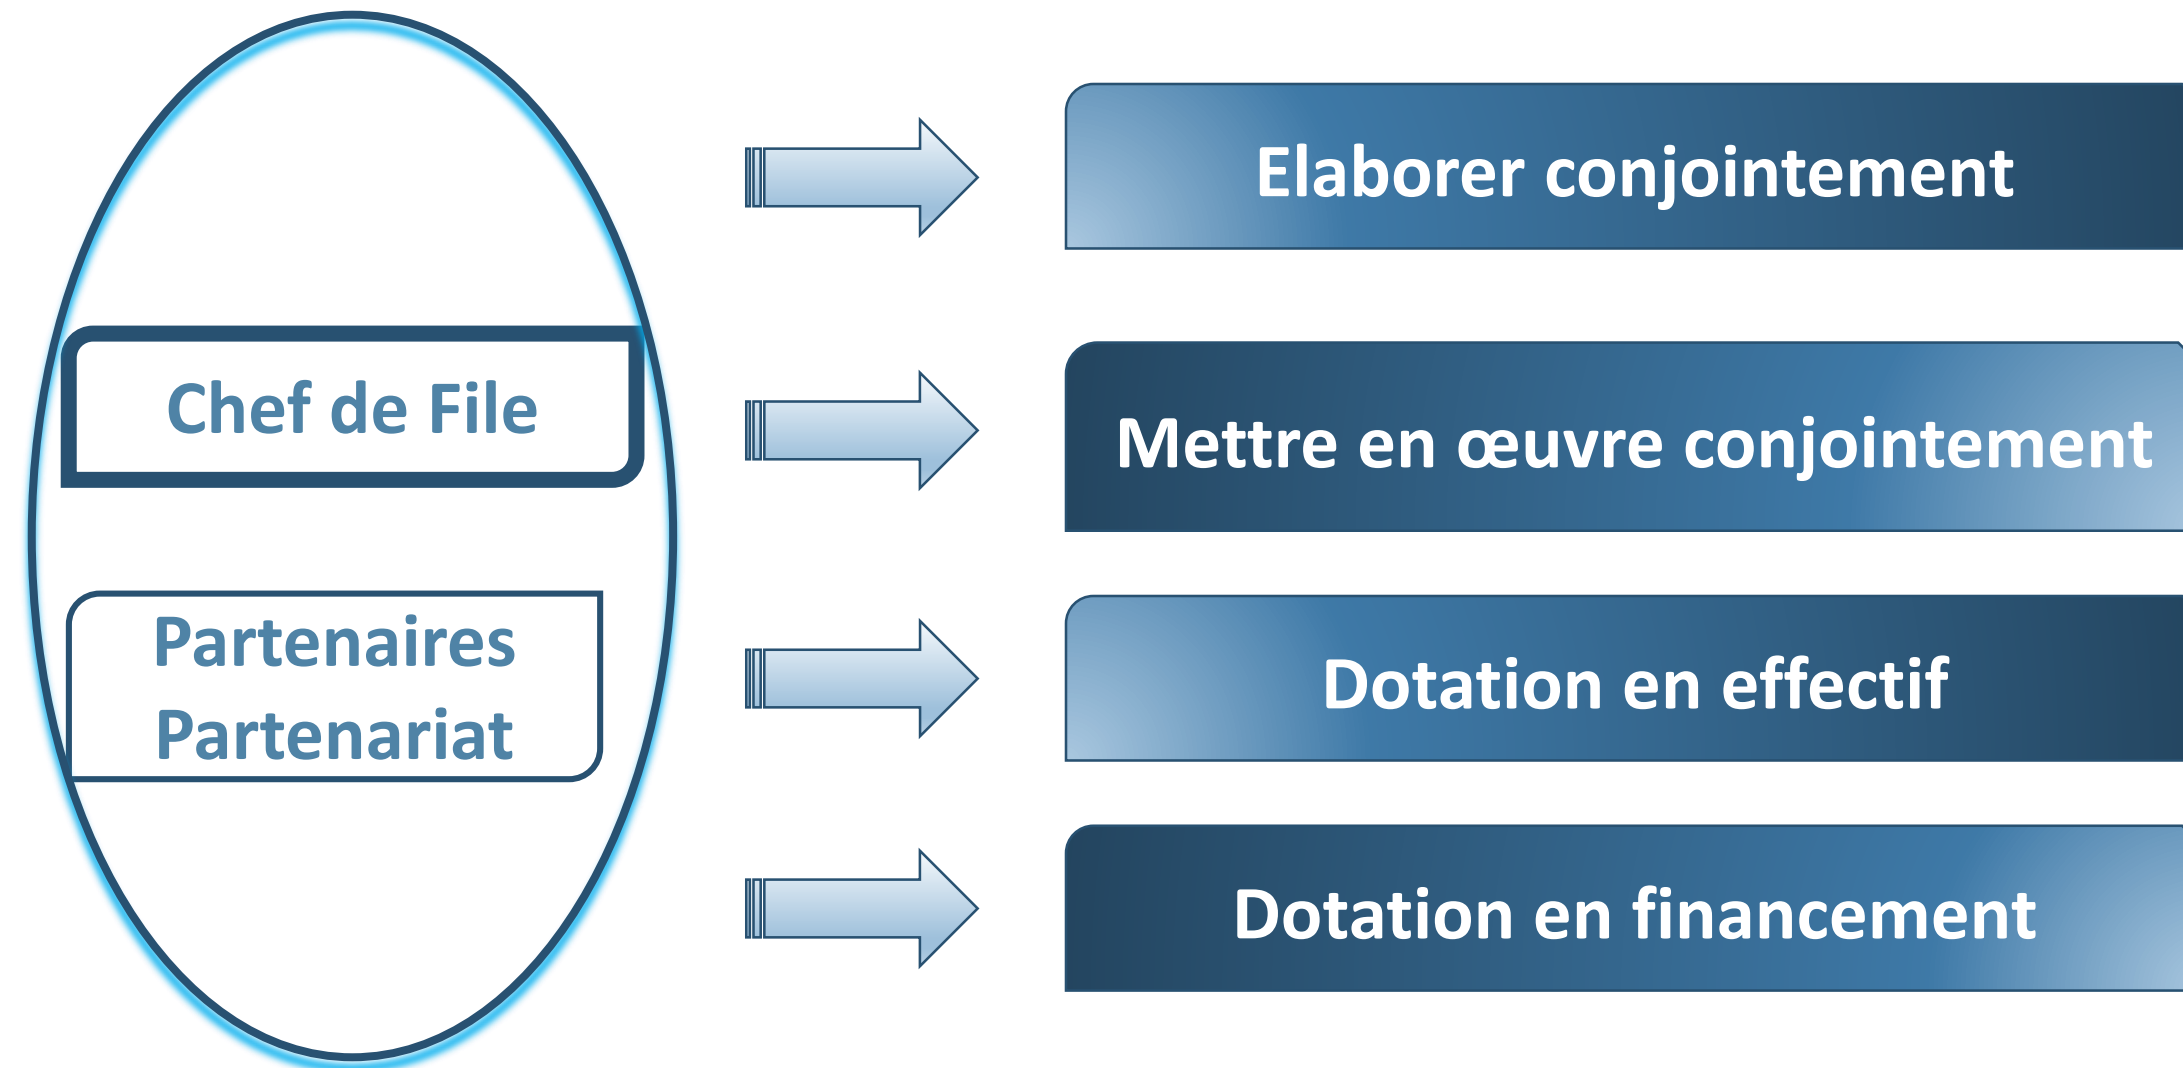 Chef de File
Partenaires
Partenariat
Elaborer conjointement
Mettre en œuvre conjointement
Dotation en effectif
Dotation en financement